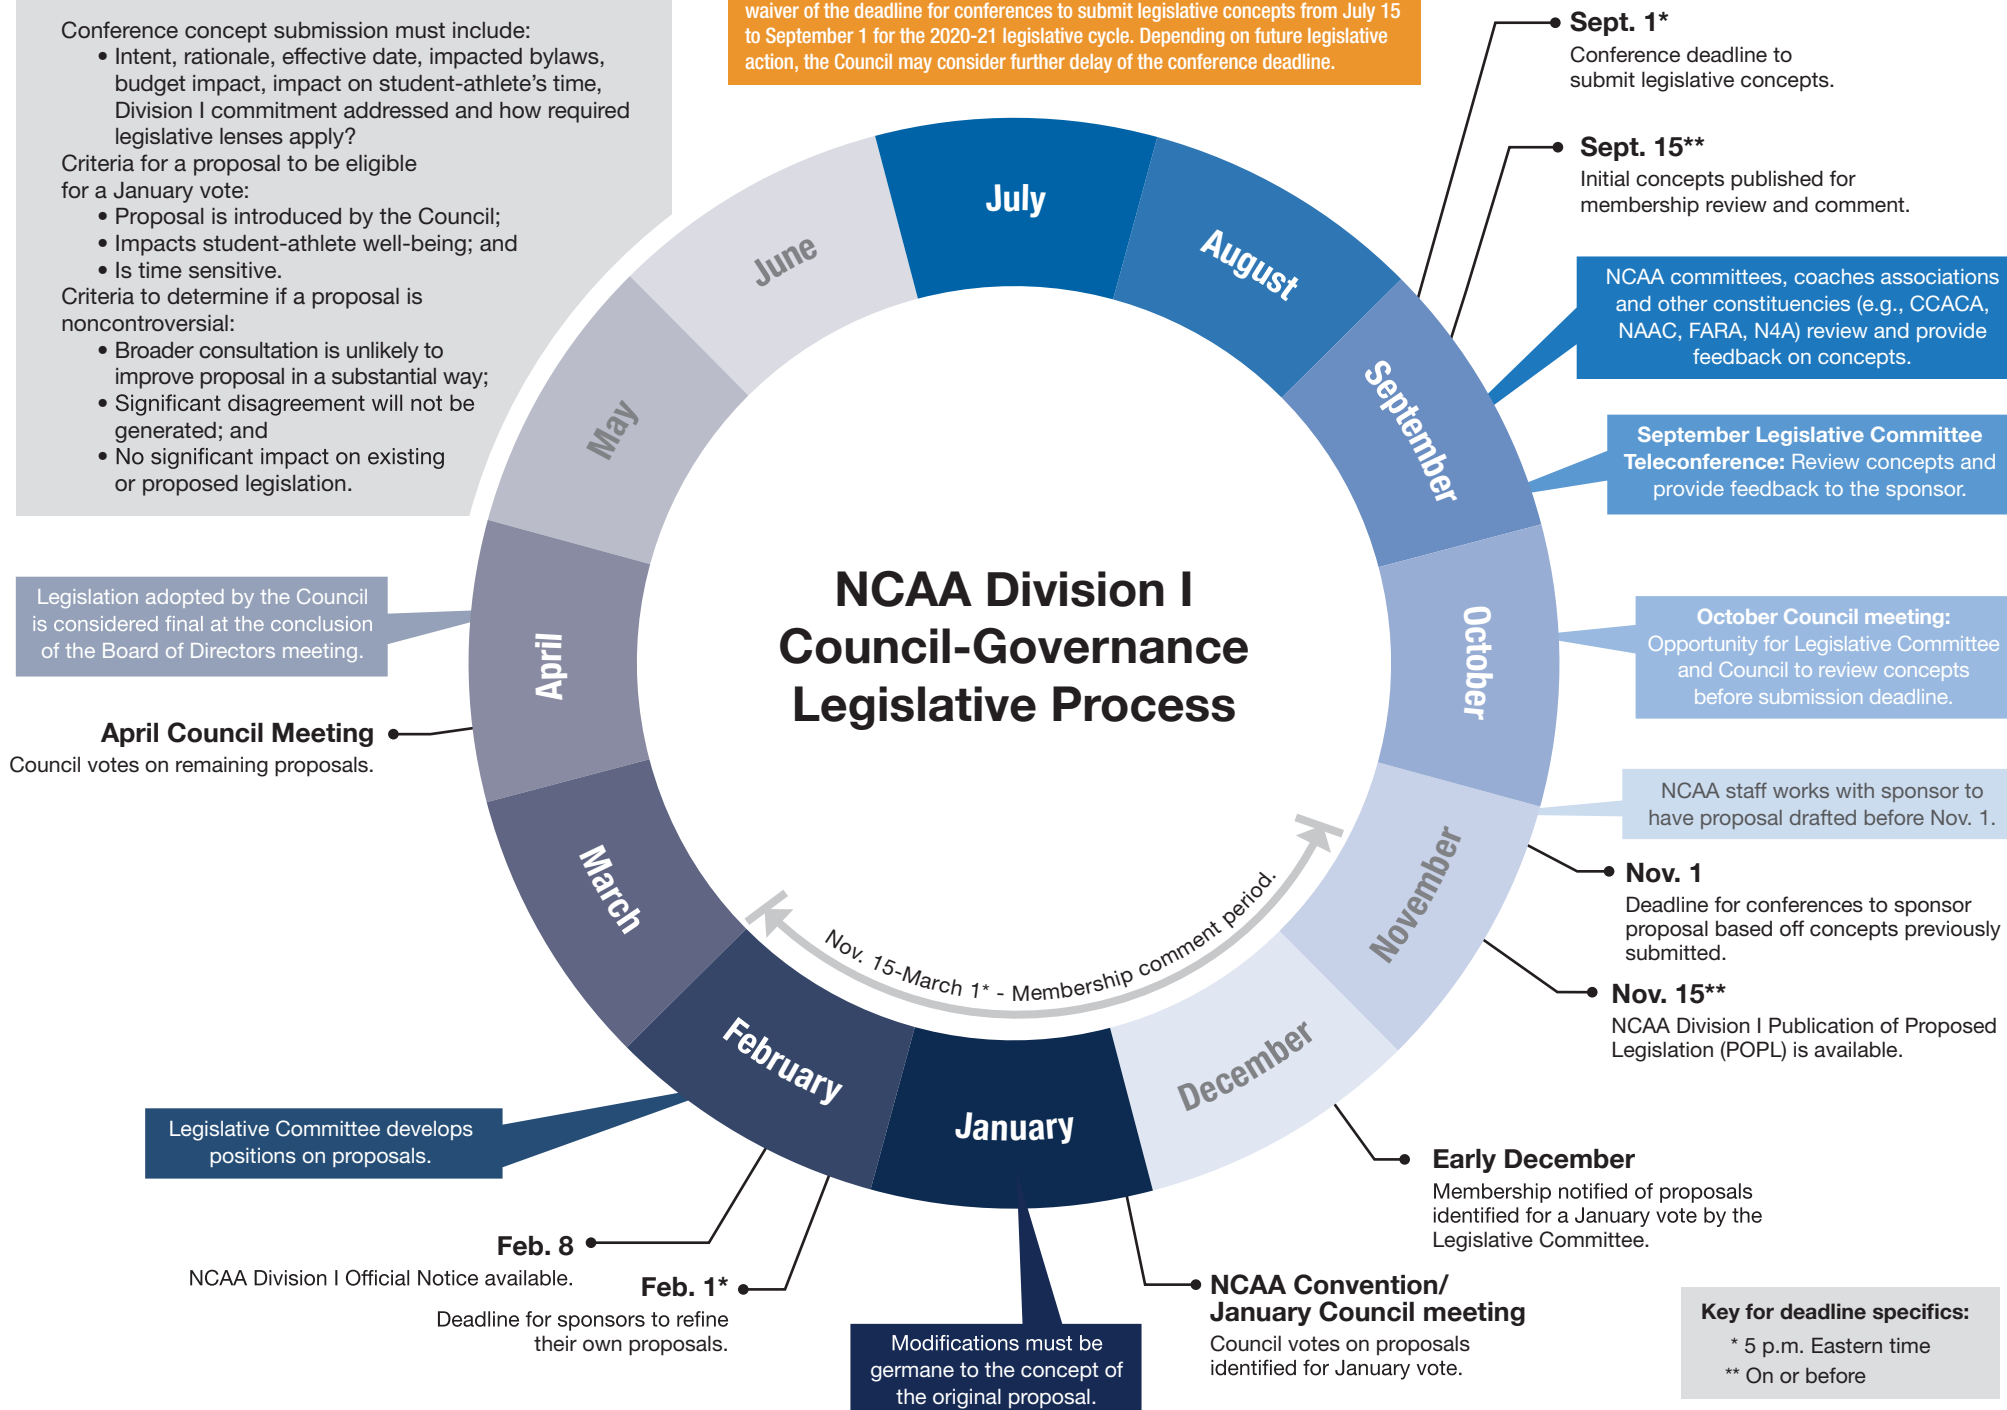 Conference concept submission must include:
• Intent, rationale, effective date, impacted bylaws,
budget impact, impact on student-athlete's time,
Division I commitment addressed and how required
legislative lenses apply?
Criteria for a proposal to be eligible
for a January vote:
• Proposal is introduced by the Council;
• Impacts student-athlete well-being; and
• Is time sensitive.
Criteria to determine if a proposal is
noncontroversial:
• Broader consultation is unlikely to
improve proposal in a substantial way;
• Significant disagreement will not be
generated; and
• No significant impact on existing
or proposed legislation.
waiver of the deadline for conferences to submit legislative concepts from July 15
to September 1 for the 2020-21 legislative cycle. Depending on future legislative
action, the Council may consider further delay of the conference deadline.
NCAA Division I
Council-Governance
Legislative Process
July
August
September
October
November
December
January
February
March
April
May
June
Nov. 15-March 1* - Membership comment period.
Sept. 1*
Conference deadline to
submit legislative concepts.
Sept. 15**
Initial concepts published for
membership review and comment.
NCAA committees, coaches associations
and other constituencies (e.g., CCACA,
NAAC, FARA, N4A) review and provide
feedback on concepts.
September Legislative Committee
Teleconference: Review concepts and
provide feedback to the sponsor.
October Council meeting:
Opportunity for Legislative Committee
and Council to review concepts
before submission deadline.
NCAA staff works with sponsor to
have proposal drafted before Nov. 1.
Nov. 1
Deadline for conferences to sponsor
proposal based off concepts previously
submitted.
Nov. 15**
NCAA Division I Publication of Proposed
Legislation (POPL) is available.
Early December
Membership notified of proposals
identified for a January vote by the
Legislative Committee.
NCAA Convention/
January Council meeting
Council votes on proposals
identified for January vote.
Modifications must be
germane to the concept of
the original proposal.
Feb. 1*
Deadline for sponsors to refine
their own proposals.
Feb. 8
NCAA Division I Official Notice available.
Legislative Committee develops
positions on proposals.
April Council Meeting
Council votes on remaining proposals.
Legislation adopted by the Council
is considered final at the conclusion
of the Board of Directors meeting.
Key for deadline specifics:
* 5 p.m. Eastern time
** On or before